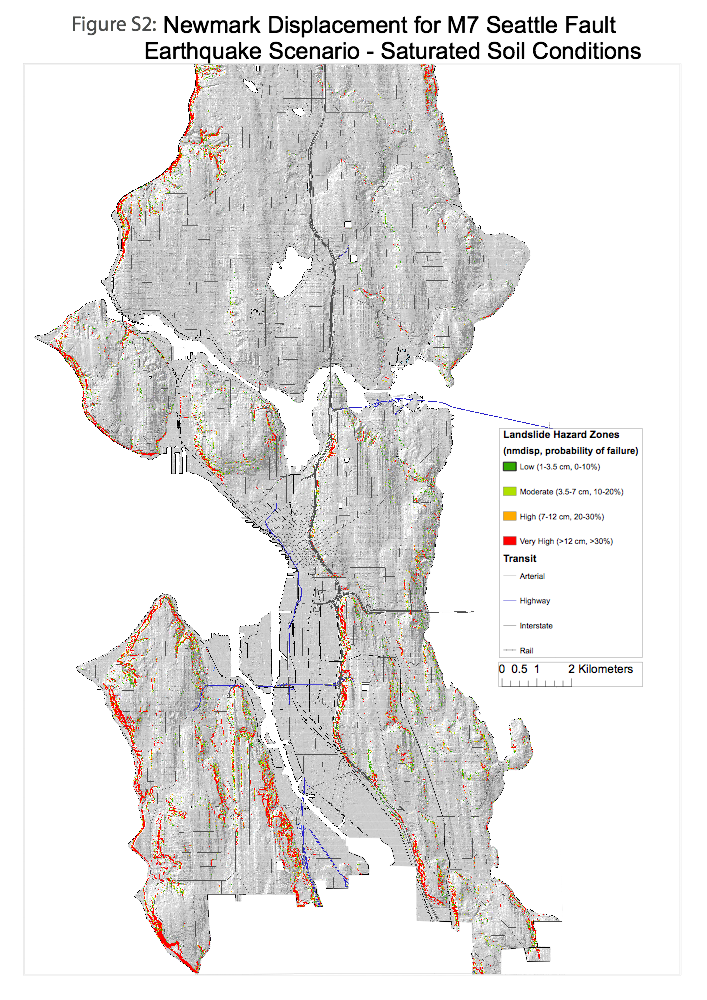 Figure S2: Newmark Displacement for M7 Seattle Fault
Earthquake Scenario - Saturated Soil Conditions
Landslide Hazard Zones
(nmdisp, probability of failure)
Low (1-3.5 cm, 0-10%)
Moderate (3.5-7 cm, 10-20%)
High (7-12 cm, 20-30%)
Very High (>12 cm, >30%)
Transit
Arterial
Highway
Interstate
Rail
0 0.5 1 2 Kilometers